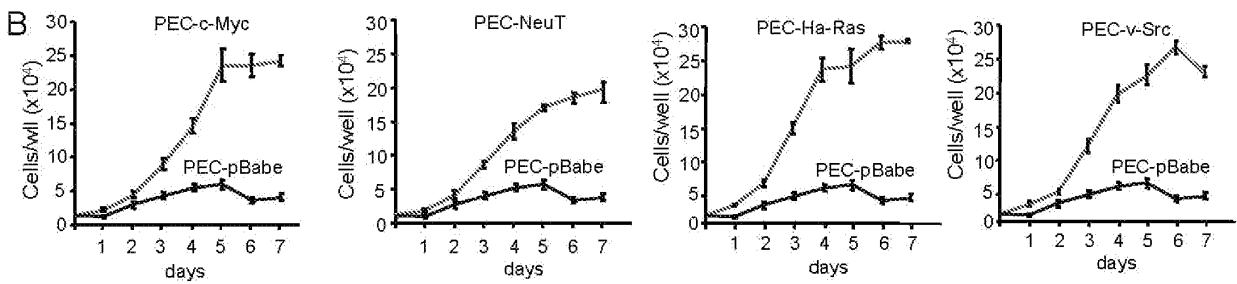 B
PEC-c-Myc
Cells/wll (x10⁴)
30
25
20
15
10
5
0
PEC-pBabe
1 2 3 4 5 6 7
days
PEC-NeuT
Cells/well (x10⁴)
30
25
20
15
10
5
0
PEC-pBabe
1 2 3 4 5 6 7
days
PEC-Ha-Ras
Cells/well (x10⁴)
30
25
20
15
10
5
0
PEC-pBabe
1 2 3 4 5 6 7
days
PEC-v-Src
Cells/well (x10⁴)
30
25
20
15
10
5
0
PEC-pBabe
1 2 3 4 5 6 7
days